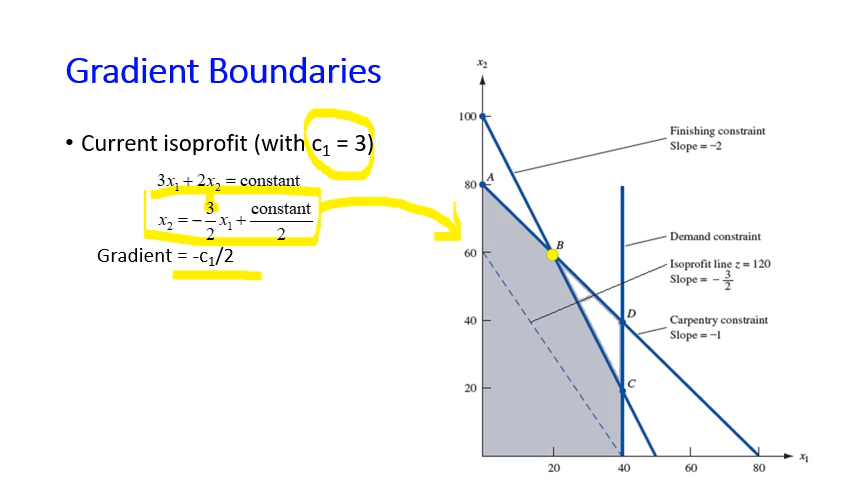 Gradient Boundaries
• Current isoprofit (with c₁ = 3)
3x₁ + 2x₂ = constant
x₂ = −3/2 x₁ + constant/2
Gradient = -c₁/2
x₂
100
80
60
40
20
A
B
D
C
20
40
60
80
x₁
Finishing constraint
Slope = −2
Demand constraint
Isoprofit line z = 120
Slope = − 3/2
Carpentry constraint
Slope = −1